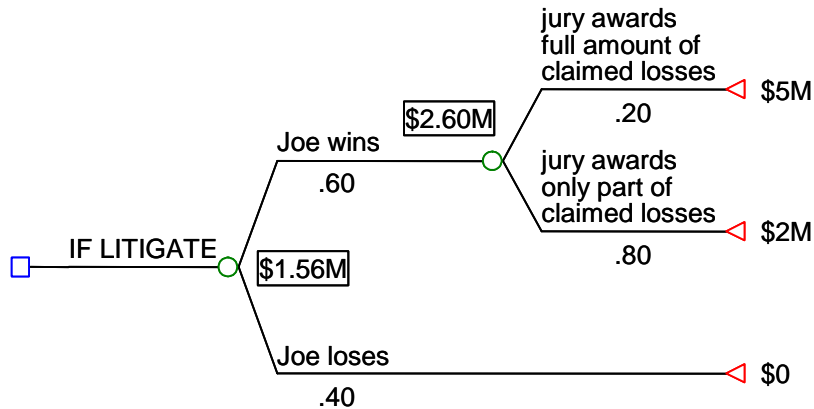 jury awards
full amount of
claimed losses
$5M
.20
$2.60M
Joe wins
.60
jury awards
only part of
claimed losses
$2M
.80
IF LITIGATE
$1.56M
Joe loses
$0
.40